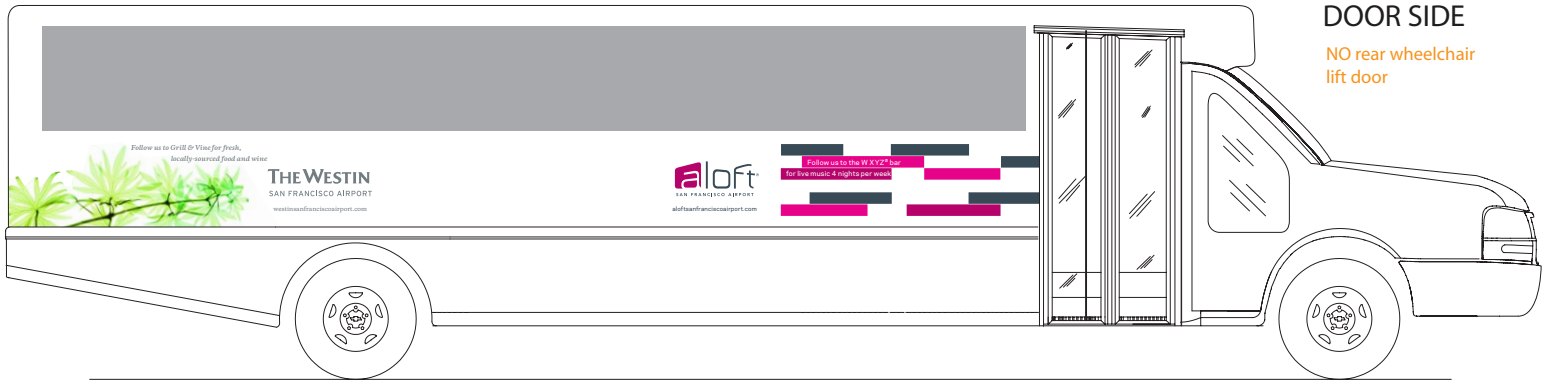 DOOR SIDE
NO rear wheelchair
lift door
Follow us to Grill & Vine for fresh,
locally-sourced food and wine
THE WESTIN
SAN FRANCISCO AIRPORT
westinsanfranciscoairport.com
aloft
SAN FRANCISCO AIRPORT
aloftsanfranciscoairport.com
Follow us to the W XYZ® bar
for live music 4 nights per week